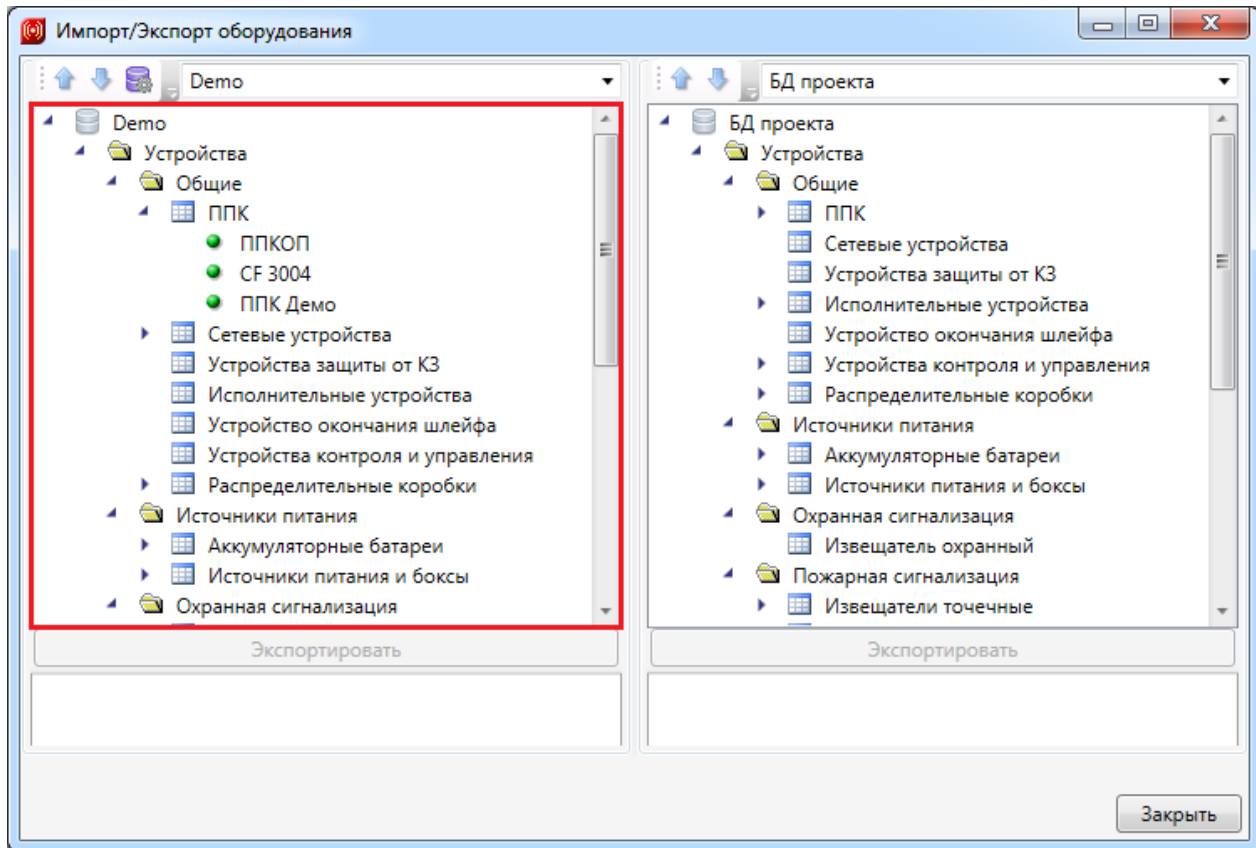 Импорт/Экспорт оборудования
Demo
Demo
Устройства
Общие
ППК
ППКОП
CF 3004
ППК Демо
Сетевые устройства
Устройства защиты от КЗ
Исполнительные устройства
Устройство окончания шлейфа
Устройства контроля и управления
Распределительные коробки
Источники питания
Аккумуляторные батареи
Источники питания и боксы
Охранная сигнализация
Экспортировать
БД проекта
БД проекта
Устройства
Общие
ППК
Сетевые устройства
Устройства защиты от КЗ
Исполнительные устройства
Устройство окончания шлейфа
Устройства контроля и управления
Распределительные коробки
Источники питания
Аккумуляторные батареи
Источники питания и боксы
Охранная сигнализация
Извещатель охранный
Пожарная сигнализация
Извещатели точечные
Экспортировать
Закрыть